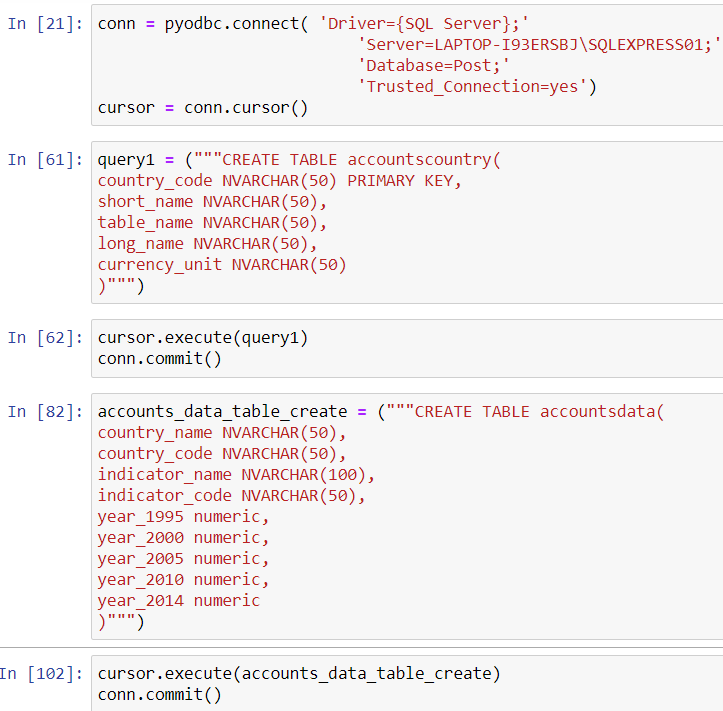 In [21]: conn = pyodbc.connect( 'Driver={SQL Server};'
'Server=LAPTOP-I93ERSBJ\SQLEXPRESS01;'
'Database=Post;'
'Trusted_Connection=yes')
cursor = conn.cursor()
In [61]: query1 = ("""CREATE TABLE accountscountry(
country_code NVARCHAR(50) PRIMARY KEY,
short_name NVARCHAR(50),
table_name NVARCHAR(50),
long_name NVARCHAR(50),
currency_unit NVARCHAR(50)
)""")
In [62]: cursor.execute(query1)
conn.commit()
In [82]: accounts_data_table_create = ("""CREATE TABLE accountsdata(
country_name NVARCHAR(50),
country_code NVARCHAR(50),
indicator_name NVARCHAR(100),
indicator_code NVARCHAR(50),
year_1995 numeric,
year_2000 numeric,
year_2005 numeric,
year_2010 numeric,
year_2014 numeric
)""")
In [102]: cursor.execute(accounts_data_table_create)
conn.commit()